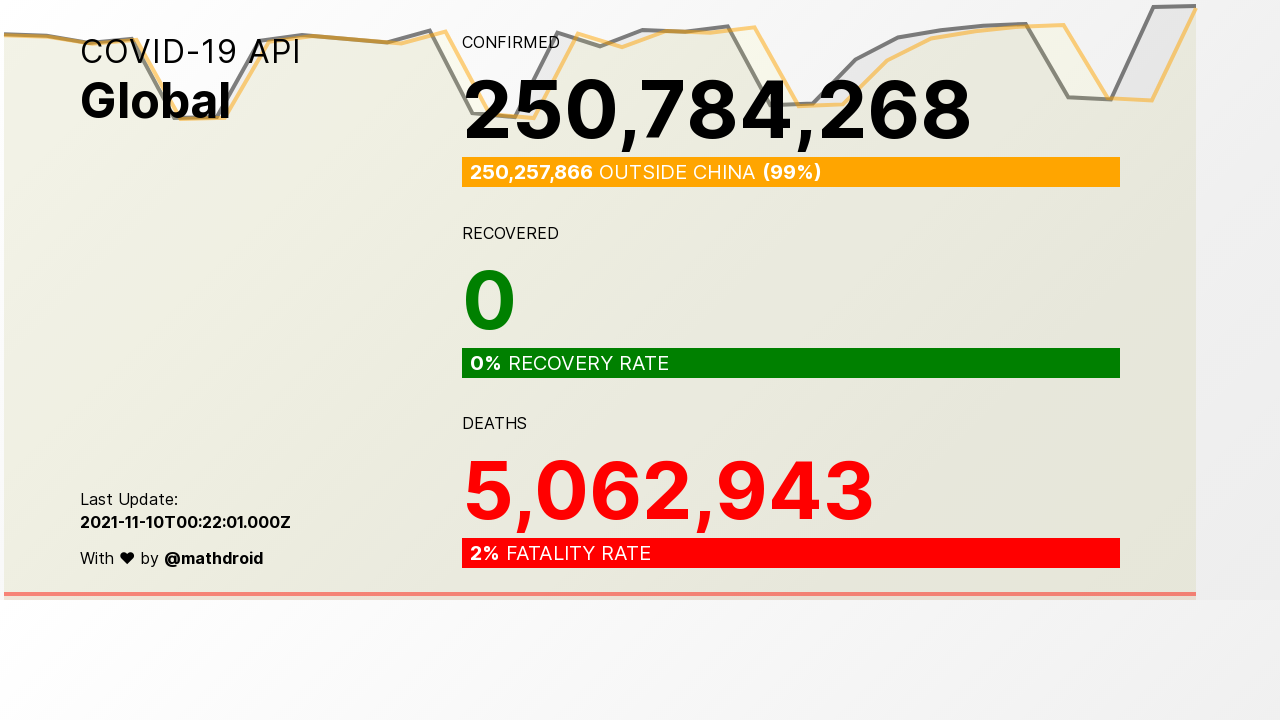 COVID-19 API
Global
CONFIRMED
250,784,268
250,257,866 OUTSIDE CHINA (99%)
RECOVERED
0
0% RECOVERY RATE
DEATHS
5,062,943
2% FATALITY RATE
Last Update:
2021-11-10T00:22:01.000Z
With ♥ by @mathdroid